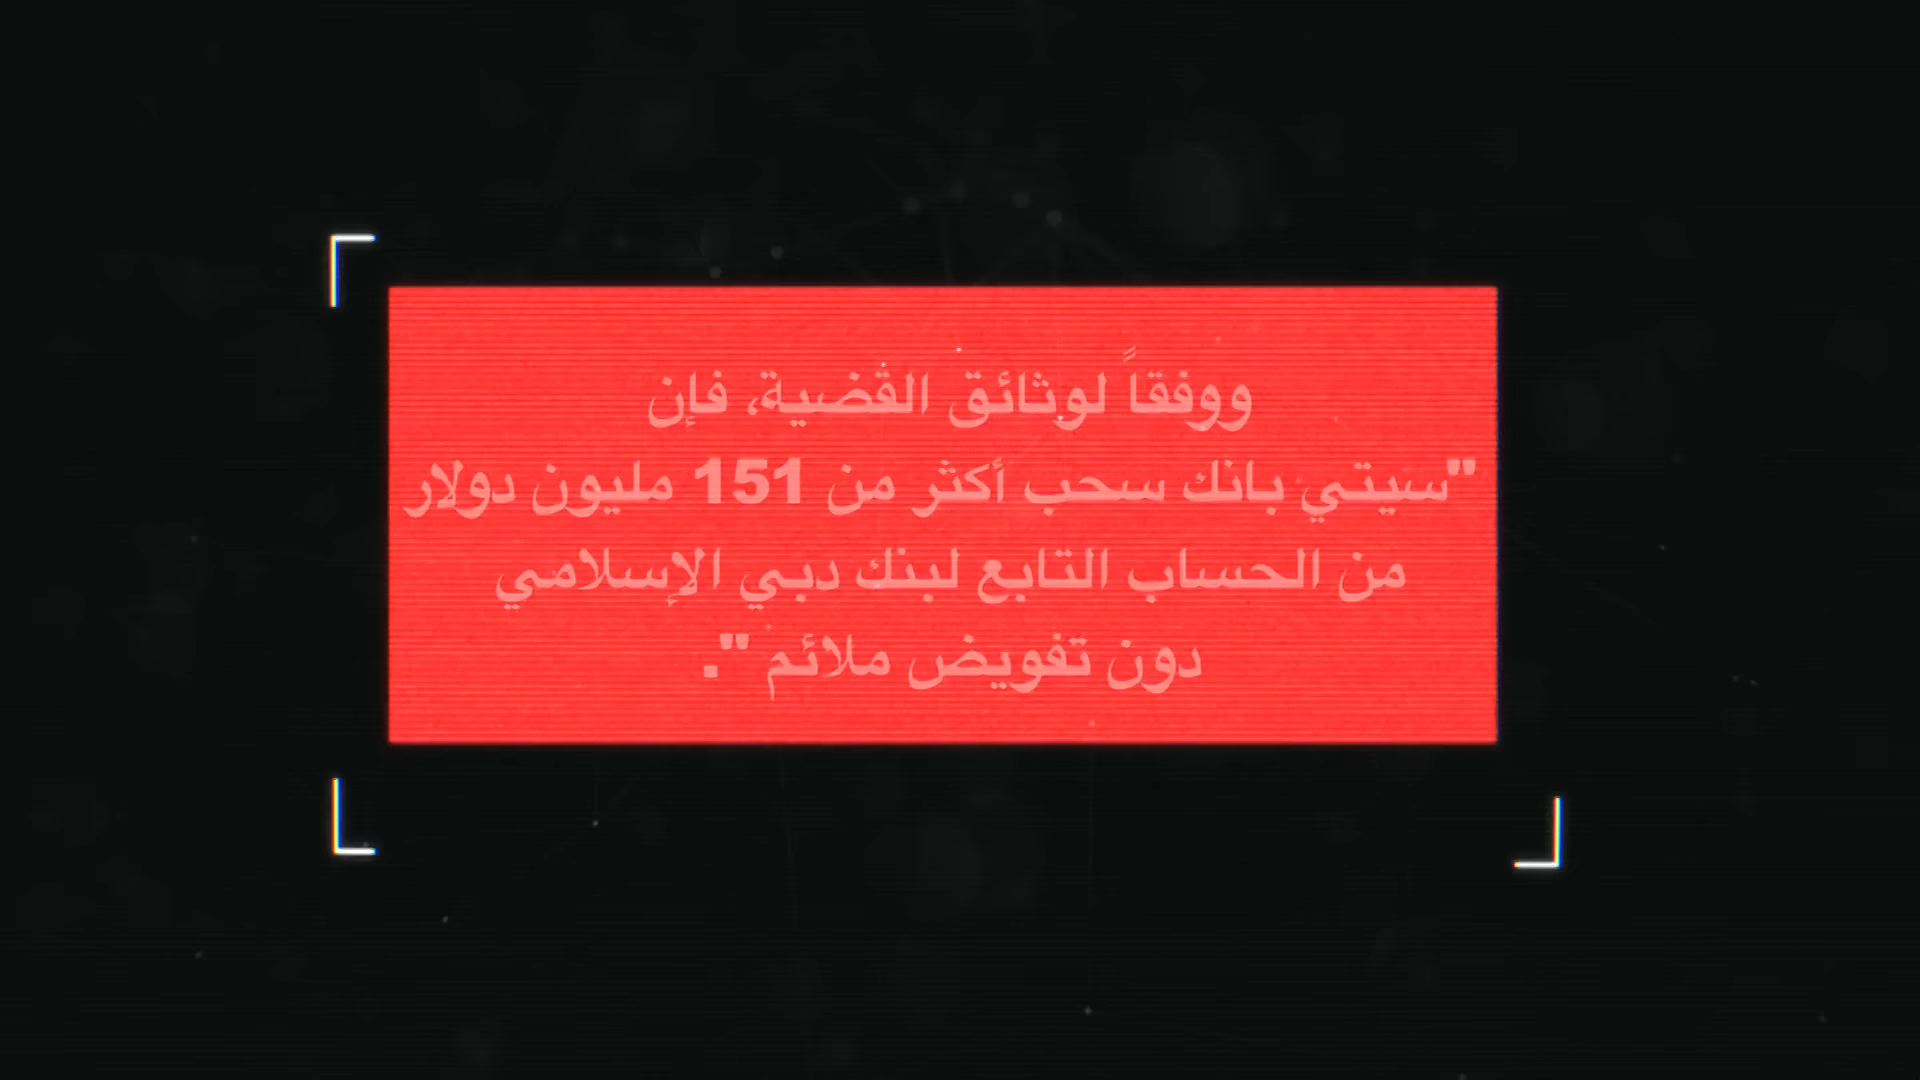 ووفقاً لوثائق القضية، فإن
"سيتي بانك سحب أكثر من 151 مليون دولار
من الحساب التابع لبنك دبي الإسلامي
دون تفويض ملائم ".